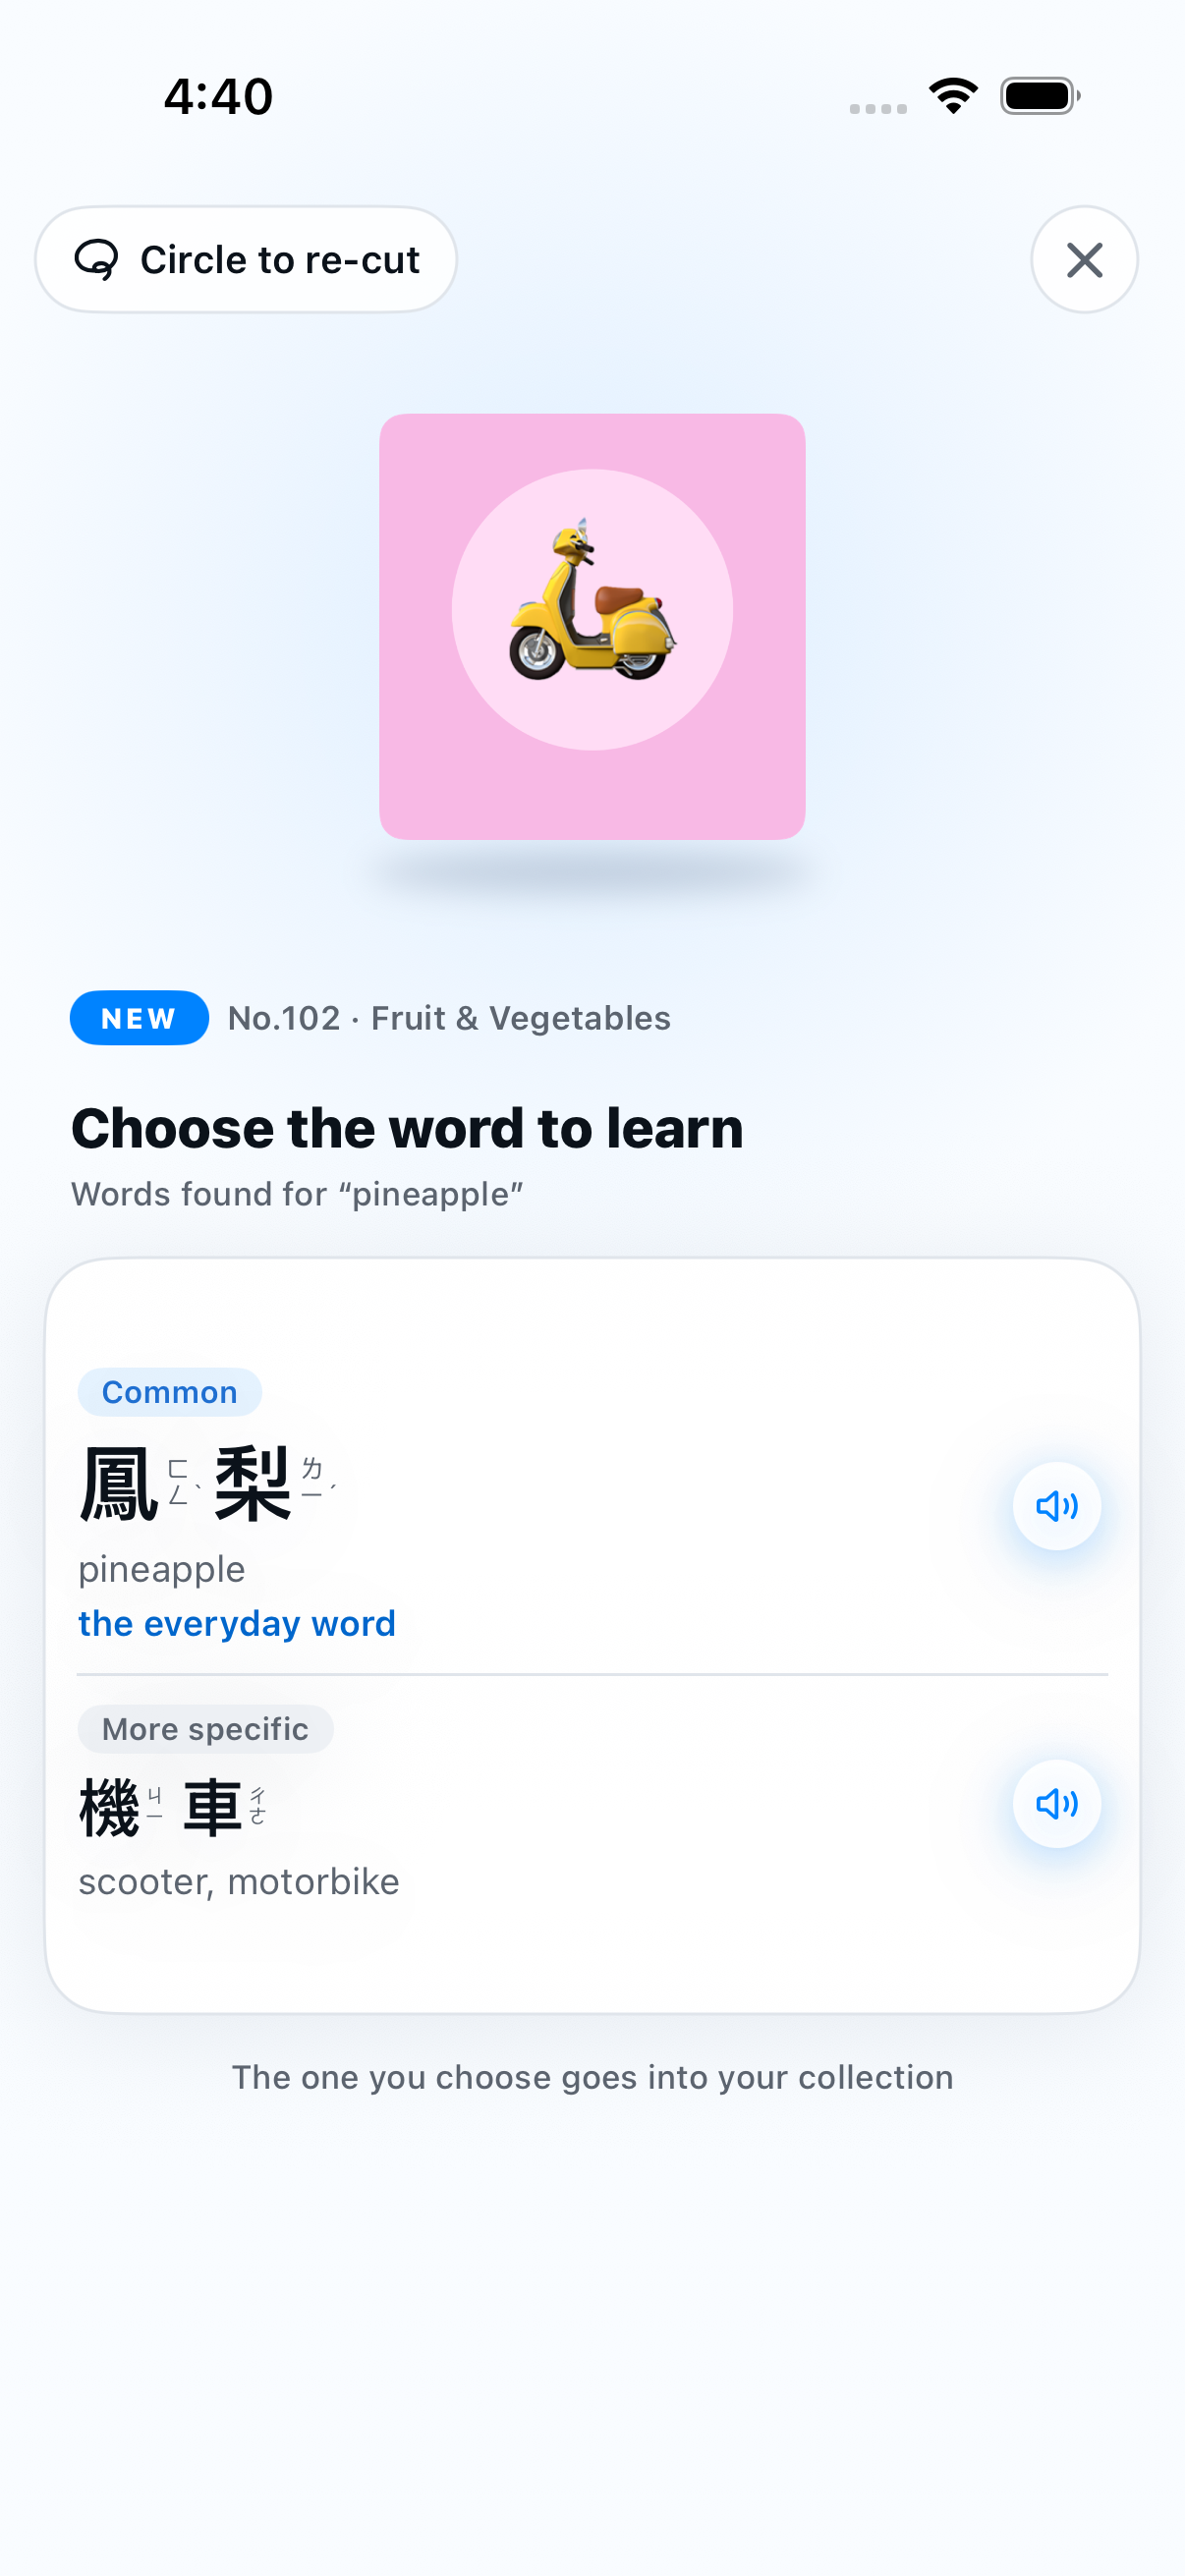 4:40
Circle to re-cut
NEW No.102 · Fruit & Vegetables
Choose the word to learn
Words found for “pineapple”
Common
鳳ㄈㄥˋ梨ㄌㄧˊ
pineapple
the everyday word
More specific
機ㄐㄧ車ㄔㄜ
scooter, motorbike
The one you choose goes into your collection